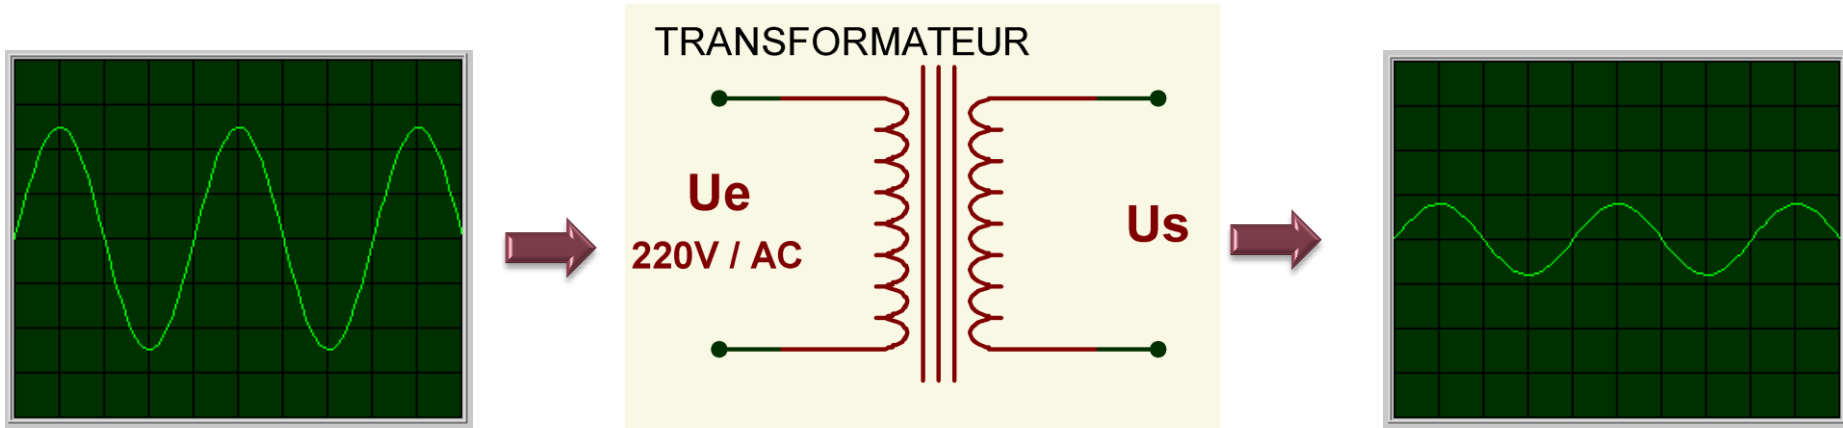 TRANSFORMATEUR
Ue
220V / AC
Us